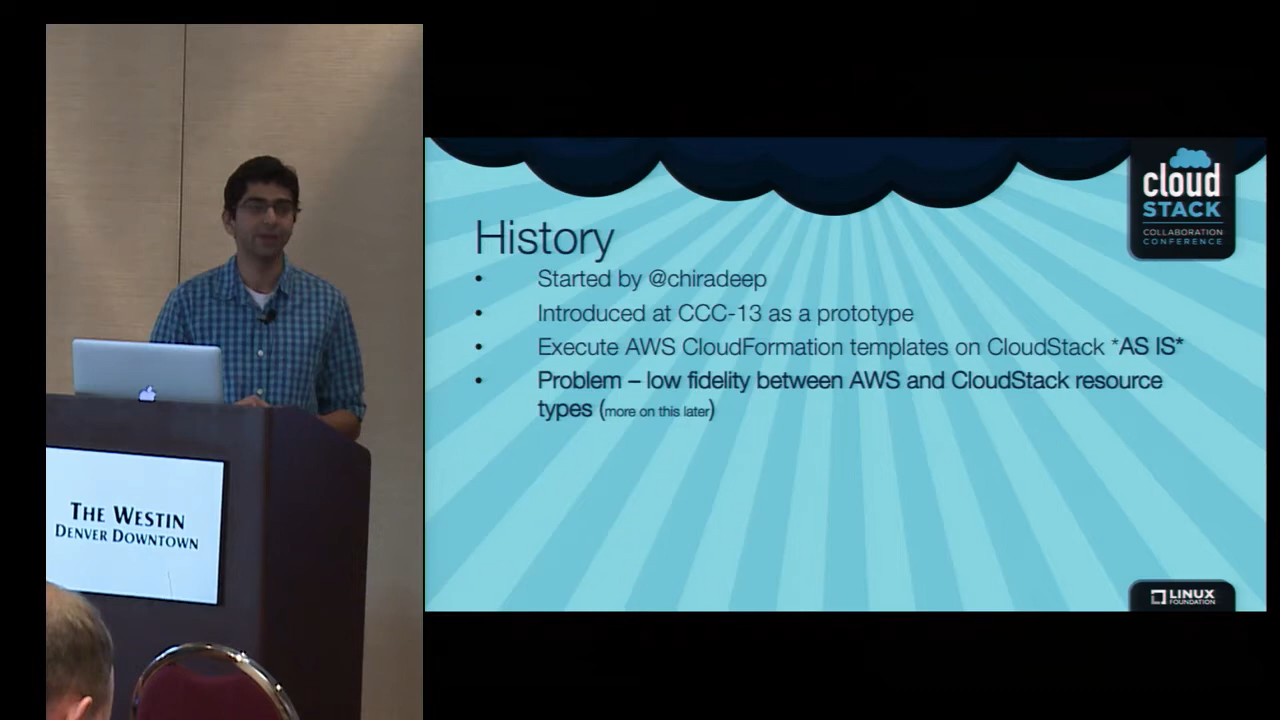 THE WESTIN
DENVER DOWNTOWN
cloud
STACK
COLLABORATION
CONFERENCE
History
• Started by @chiradeep
• Introduced at CCC-13 as a prototype
• Execute AWS CloudFormation templates on CloudStack *AS IS*
• Problem – low fidelity between AWS and CloudStack resource
types (more on this later)
LINUX
FOUNDATION